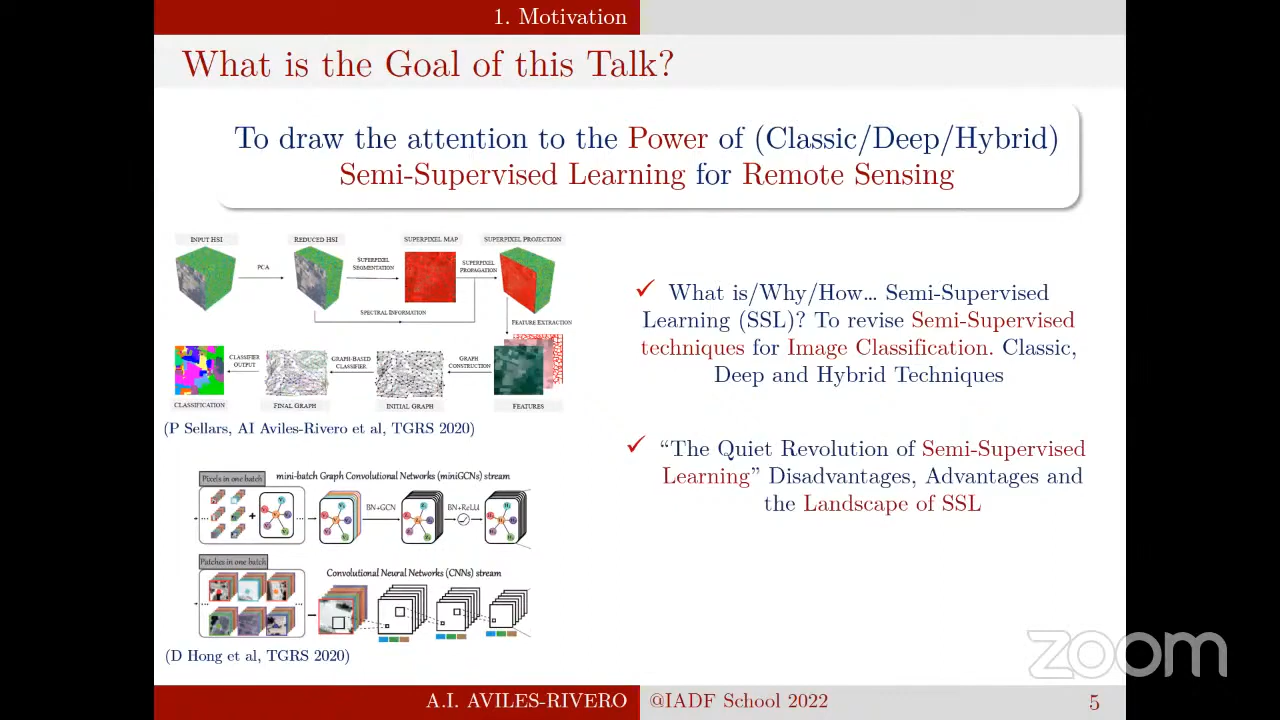 1. Motivation
What is the Goal of this Talk?
To draw the attention to the Power of (Classic/Deep/Hybrid)
Semi-Supervised Learning for Remote Sensing
INPUT HSI
REDUCED HSI
SUPERPIXEL MAP
SUPERPIXEL PROJECTION
PCA
SUPERPIXEL
SEGMENTATION
SUPERPIXEL
PROPAGATION
SPECTRAL INFORMATION
FEATURE EXTRACTION
CLASSIFIER
OUTPUT
GRAPH-BASED
CLASSIFIER
GRAPH
CONSTRUCTION
CLASSIFICATION
FINAL GRAPH
INITIAL GRAPH
FEATURES
(P Sellars, AI Aviles-Rivero et al, TGRS 2020)
✓ What is/Why/How... Semi-Supervised
Learning (SSL)? To revise Semi-Supervised
techniques for Image Classification. Classic,
Deep and Hybrid Techniques
✓ “The Quiet Revolution of Semi-Supervised
Learning” Disadvantages, Advantages and
the Landscape of SSL
Pixels in one batch
mini-batch Graph Convolutional Networks (miniGCNs) stream
BN+GCN
BN+ReLU
Patches in one batch
Convolutional Neural Networks (CNNs) stream
(D Hong et al, TGRS 2020)
zoom
A.I. AVILES-RIVERO
@IADF School 2022
5